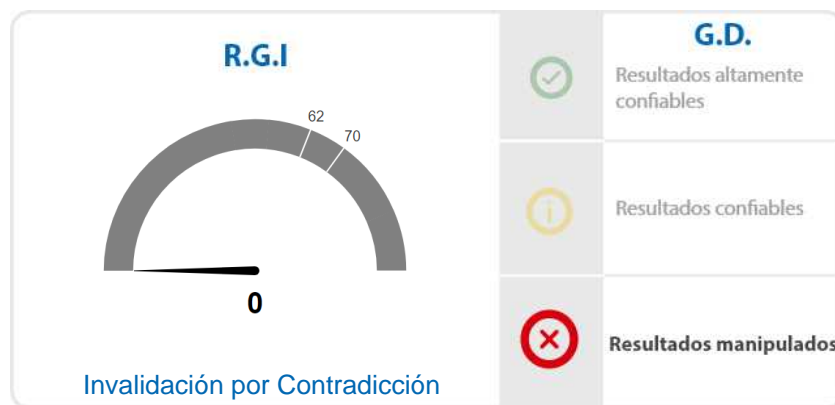 R.G.I
62
70
0
Invalidación por Contradicción
G.D.
Resultados altamente
confiables
Resultados confiables
Resultados manipulados